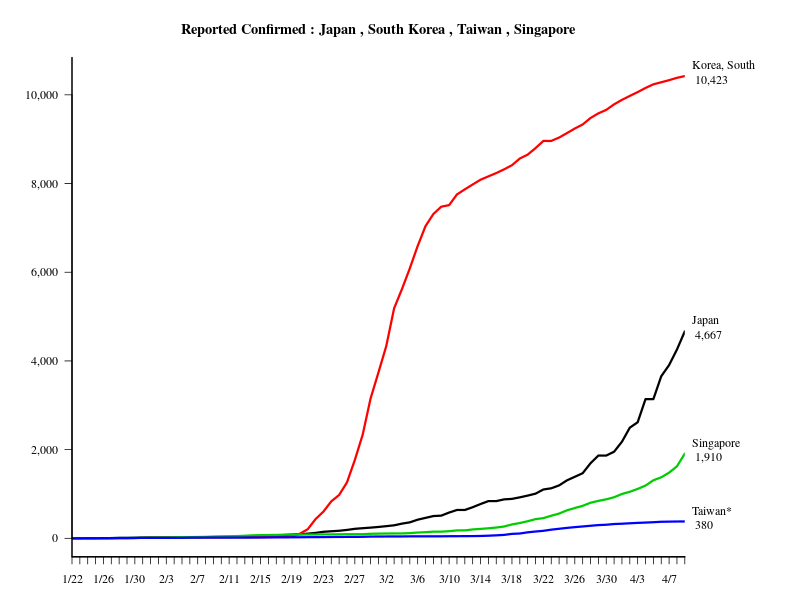 Reported Confirmed : Japan , South Korea , Taiwan , Singapore
Korea, South
10,423
10,000
8,000
6,000
Japan
4,667
4,000
Singapore
1,910
2,000
Taiwan*
380
0
1/22 1/26 1/30 2/3 2/7 2/11 2/15 2/19 2/23 2/27 3/2 3/6 3/10 3/14 3/18 3/22 3/26 3/30 4/3 4/7